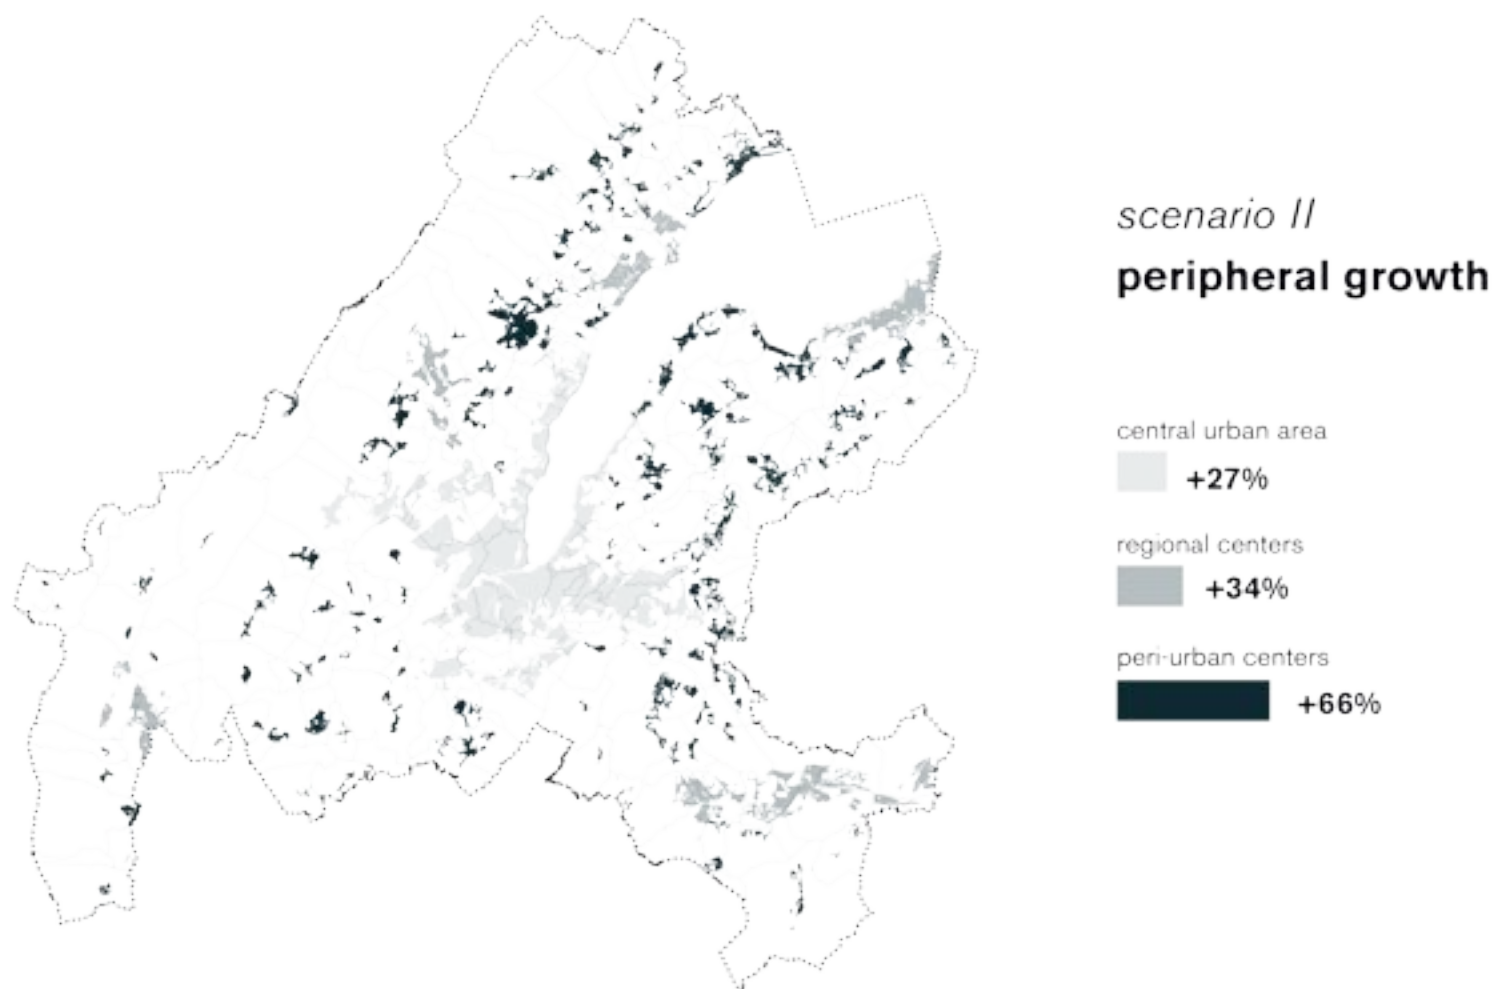 scenario II
peripheral growth
central urban area
+27%
regional centers
+34%
peri-urban centers
+66%